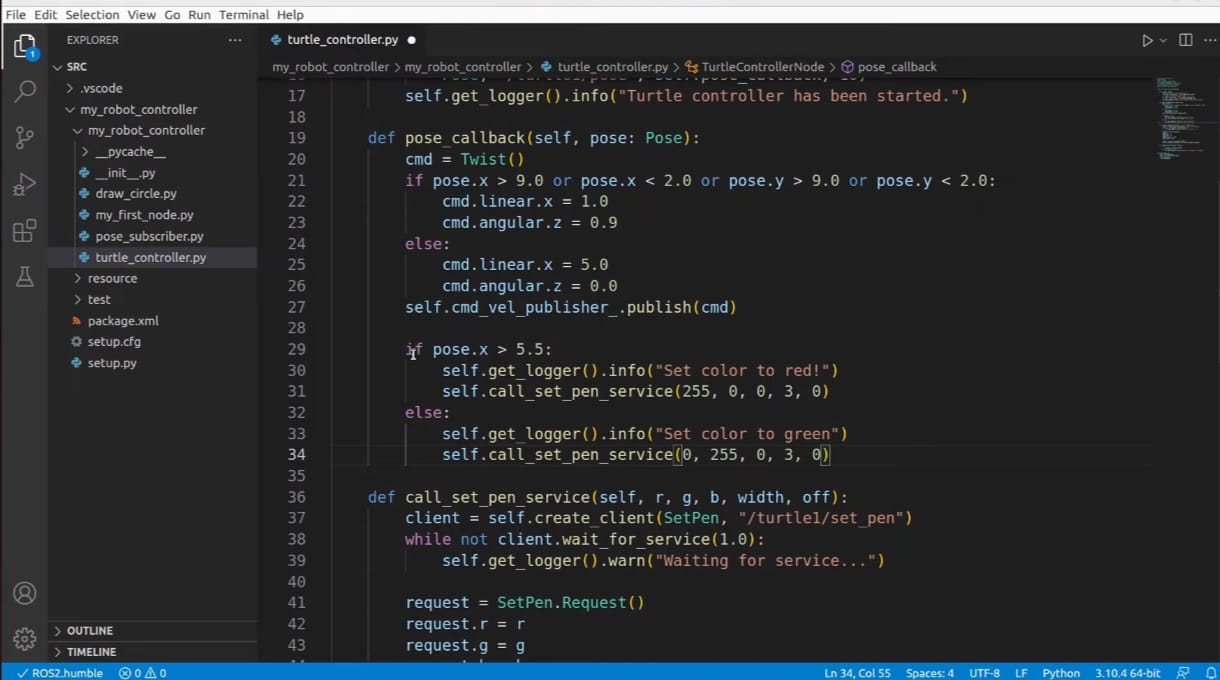 File Edit Selection View Go Run Terminal Help
EXPLORER
SRC
.vscode
my_robot_controller
my_robot_controller
__pycache__
__init__.py
draw_circle.py
my_first_node.py
pose_subscriber.py
turtle_controller.py
resource
test
package.xml
setup.cfg
setup.py
OUTLINE
TIMELINE
1
turtle_controller.py
my_robot_controller > my_robot_controller > turtle_controller.py > TurtleControllerNode > pose_callback
17 self.get_logger().info("Turtle controller has been started.")
18
19 def pose_callback(self, pose: Pose):
20 cmd = Twist()
21 if pose.x > 9.0 or pose.x < 2.0 or pose.y > 9.0 or pose.y < 2.0:
22 cmd.linear.x = 1.0
23 cmd.angular.z = 0.9
24 else:
25 cmd.linear.x = 5.0
26 cmd.angular.z = 0.0
27 self.cmd_vel_publisher_.publish(cmd)
28
29 if pose.x > 5.5:
30 self.get_logger().info("Set color to red!")
31 self.call_set_pen_service(255, 0, 0, 3, 0)
32 else:
33 self.get_logger().info("Set color to green")
34 self.call_set_pen_service(0, 255, 0, 3, 0)
35
36 def call_set_pen_service(self, r, g, b, width, off):
37 client = self.create_client(SetPen, "/turtle1/set_pen")
38 while not client.wait_for_service(1.0):
39 self.get_logger().warn("Waiting for service...")
40
41 request = SetPen.Request()
42 request.r = r
43 request.g = g
ROS2.humble 0 0 Ln 34, Col 55 Spaces: 4 UTF-8 LF Python 3.10.4 64-bit